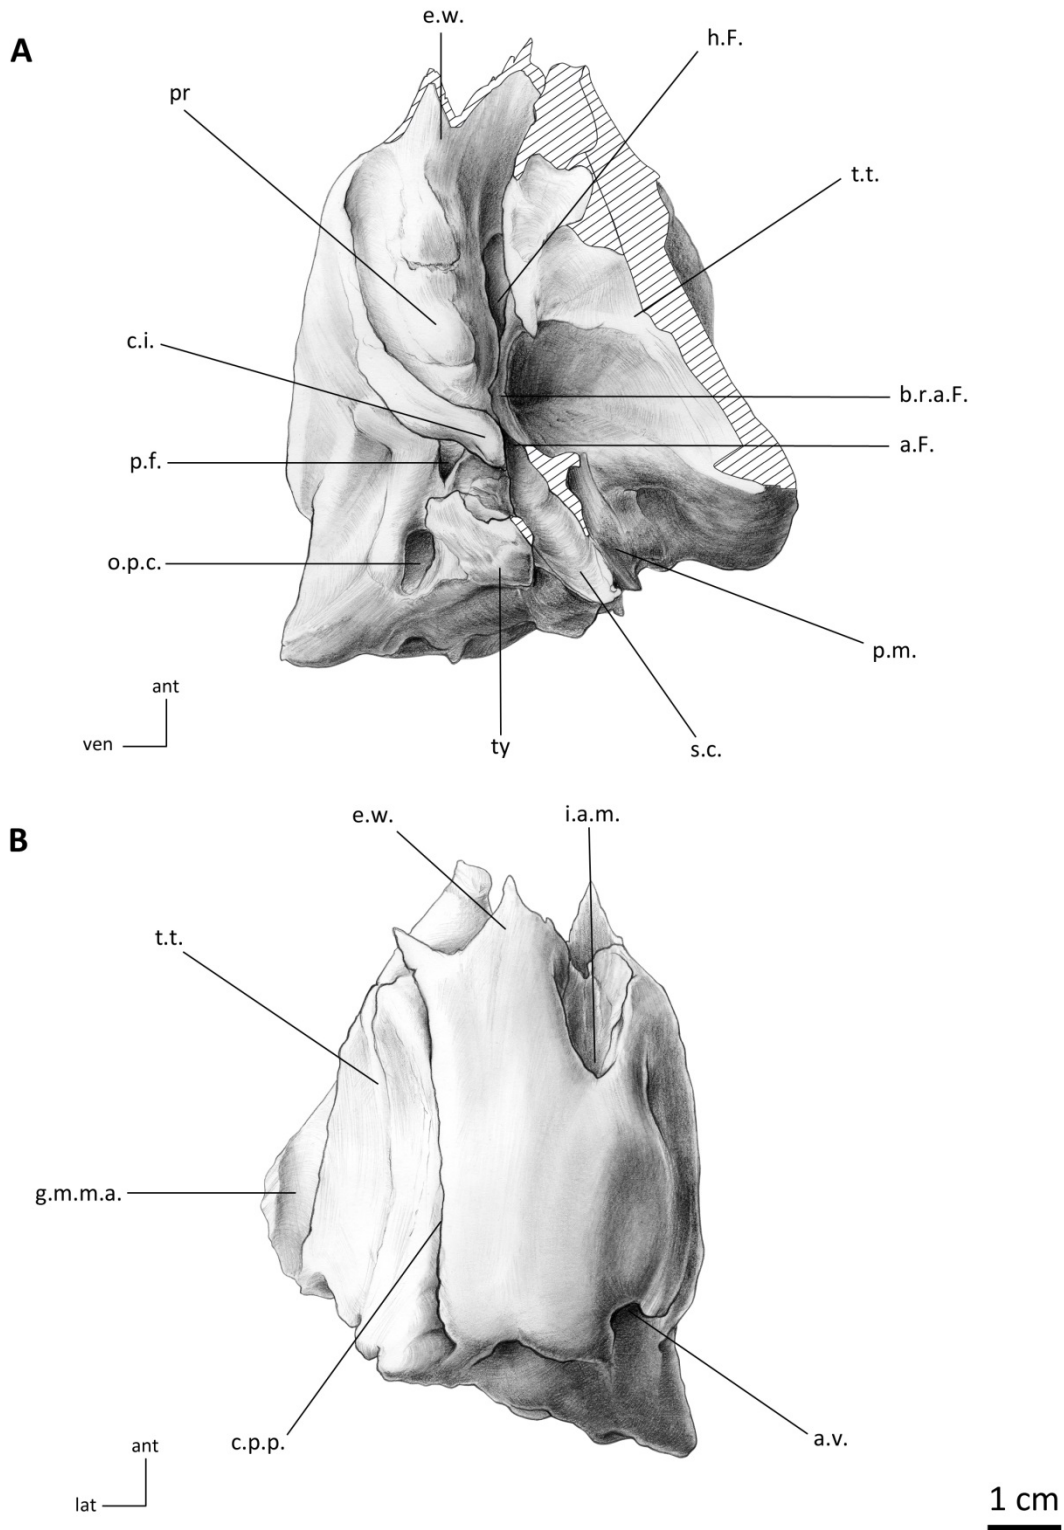 A
e.w.
h.F.
pr
t.t.
c.i.
b.r.a.F.
a.F.
p.f.
o.p.c.
p.m.
ant
ven
ty
s.c.
B
e.w.
i.a.m.
t.t.
g.m.m.a.
c.p.p.
a.v.
ant
lat
1 cm